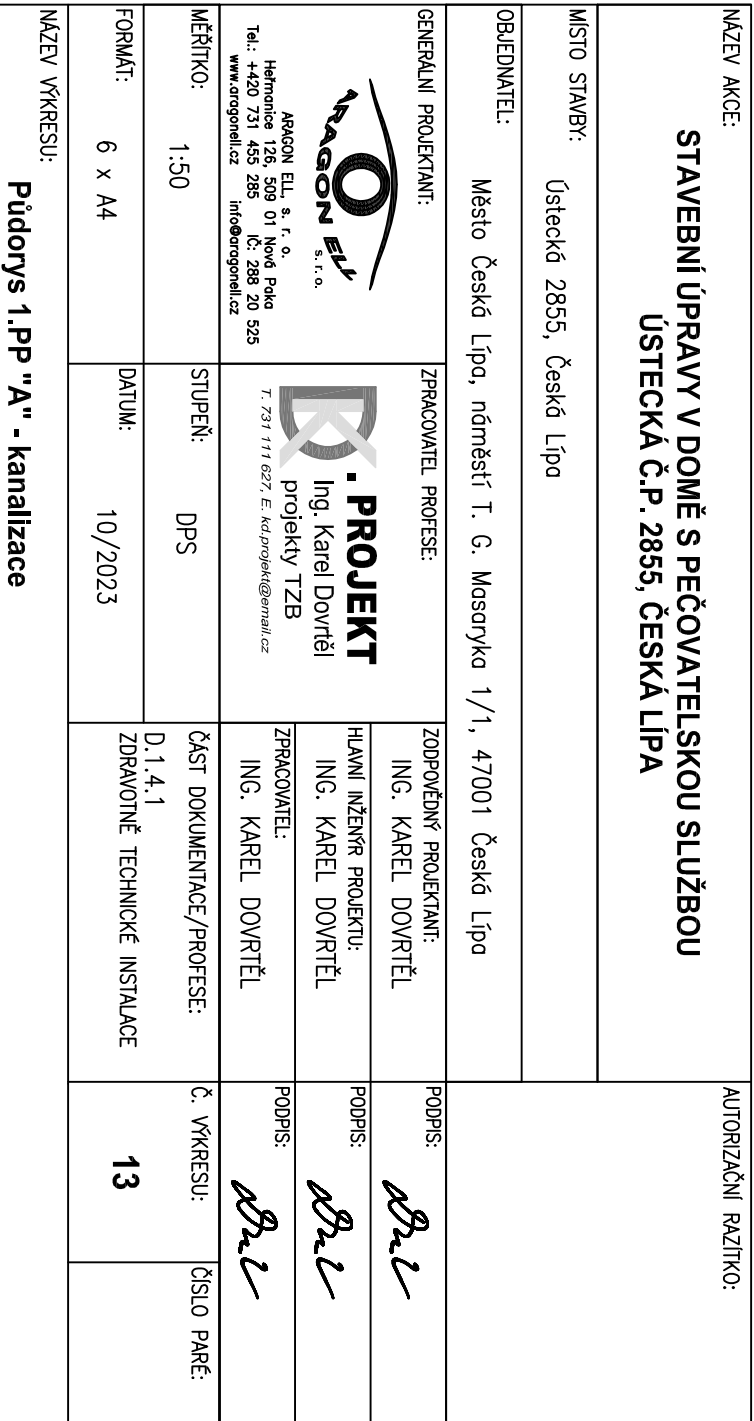 NÁZEV AKCE:
STAVEBNÍ ÚPRAVY V DOMĚ S PEČOVATELSKOU SLUŽBOU
ÚSTECKÁ Č.P. 2855, ČESKÁ LÍPA
AUTORIZAČNÍ RAZÍTKO:
MÍSTO STAVBY:
Ústecká 2855, Česká Lípa
OBJEDNATEL:
Město Česká Lípa, náměstí T. G. Masaryka 1/1, 47001 Česká Lípa
GENERÁLNÍ PROJEKTANT:
ARAGON ELL s. r. o.
ARAGON ELL, s. r. o.
Heřmanice 126, 509 01 Nová Paka
Tel.: +420 731 455 285 IČ: 288 20 525
www.aragonell.cz info@aragonell.cz
ZPRACOVATEL PROFESE:
DK. PROJEKT
Ing. Karel Dovrtěl
projekty TZB
T. 731 111 627, E. kd.projekt@email.cz
ZODPOVĚDNÝ PROJEKTANT:
ING. KAREL DOVRTĚL
PODPIS:
HLAVNÍ INŽENÝR PROJEKTU:
ING. KAREL DOVRTĚL
PODPIS:
ZPRACOVATEL:
ING. KAREL DOVRTĚL
PODPIS:
MĚŘÍTKO:
1:50
STUPEŇ:
DPS
ČÁST DOKUMENTACE/PROFESE:
D.1.4.1
ZDRAVOTNĚ TECHNICKÉ INSTALACE
Č. VÝKRESU:
13
ČÍSLO PARÉ:
FORMÁT:
6 x A4
DATUM:
10/2023
NÁZEV VÝKRESU:
Půdorys 1.PP "A" - kanalizace